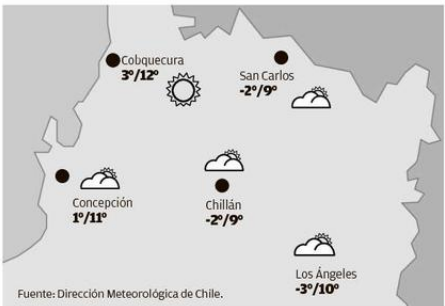 Cobquecura
3º/12º
San Carlos
-2º/9º
Concepción
1º/11º
Chillán
-2º/9º
Los Ángeles
-3º/10º
Fuente: Dirección Meteorológica de Chile.